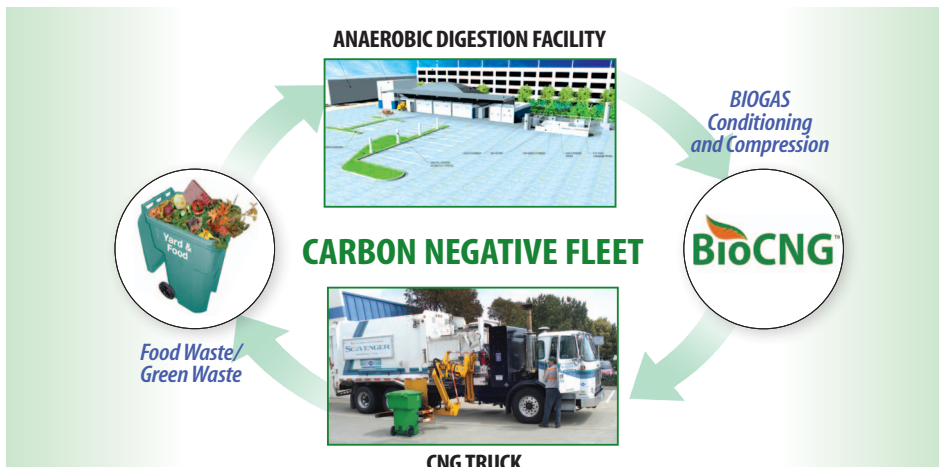 ANAEROBIC DIGESTION FACILITY
BIOGAS
Conditioning
and Compression
Yard &
Food
CARBON NEGATIVE FLEET
BioCNG™
SCAVENGER
Food Waste/
Green Waste
CNG TRUCK